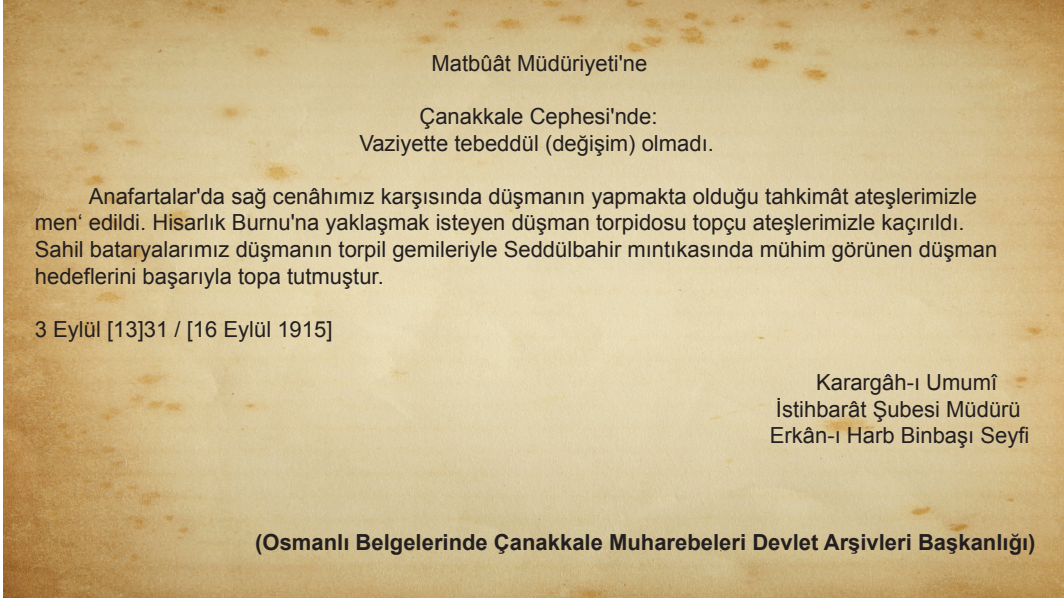 Matbûât Müdüriyeti'ne
Çanakkale Cephesi'nde:
Vaziyette tebeddül (değişim) olmadı.
Anafartalar'da sağ cenâhımız karşısında düşmanın yapmakta olduğu tahkimât ateşlerimizle
men‘ edildi. Hisarlık Burnu'na yaklaşmak isteyen düşman torpidosu topçu ateşlerimizle kaçırıldı.
Sahil bataryalarımız düşmanın torpil gemileriyle Seddülbahir mıntıkasında mühim görünen düşman
hedeflerini başarıyla topa tutmuştur.
3 Eylül [13]31 / [16 Eylül 1915]
Karargâh-ı Umumî
İstihbarât Şubesi Müdürü
Erkân-ı Harb Binbaşı Seyfi
(Osmanlı Belgelerinde Çanakkale Muharebeleri Devlet Arşivleri Başkanlığı)